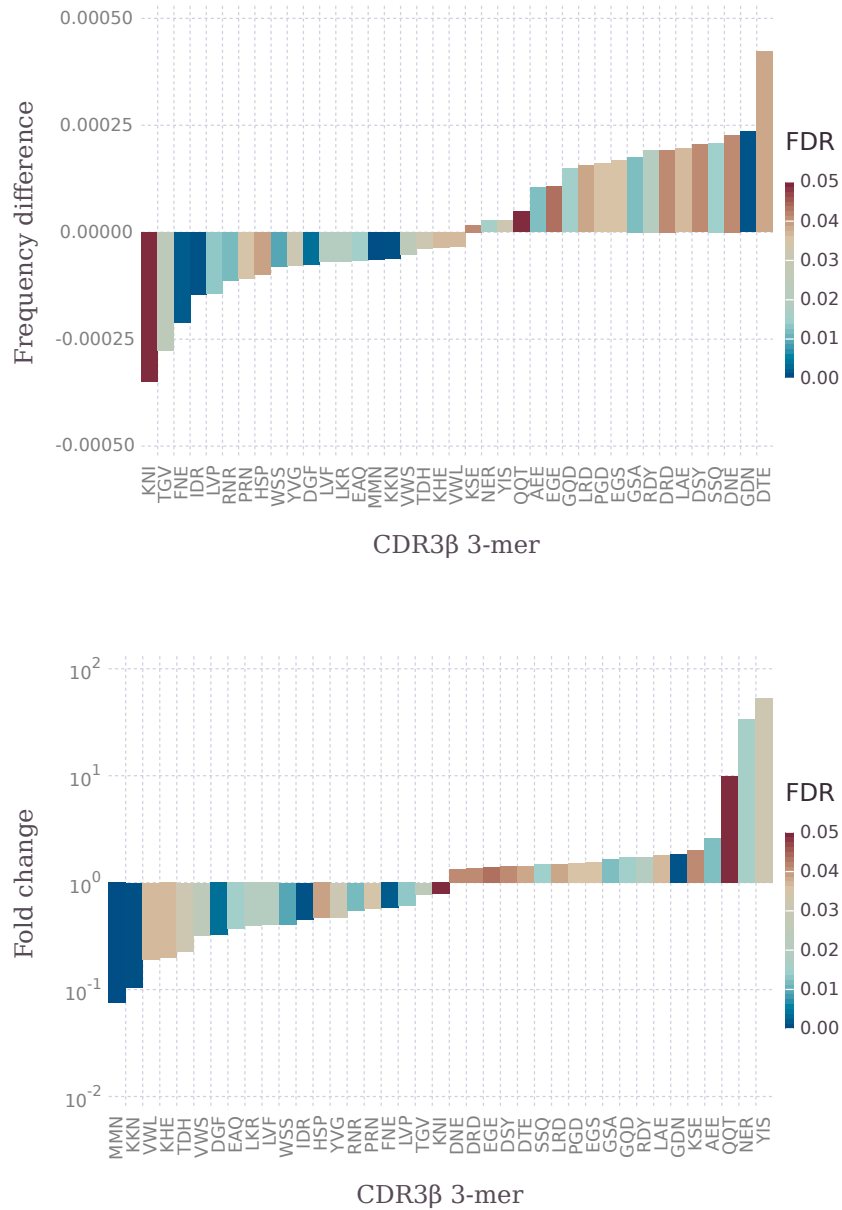 0.00050
0.00025
0.00000
-0.00025
-0.00050
Frequency difference
KNI TGV FNE IDR LVP RNR PRN HSP WSS YVG DGF LVF LKR EAQ MMN KKN VWS TDH KHE VWL KSE NER YIS QQT AEE EGE GQD LRD PGD EGS GSA RDY DRD LAE DSY SSQ DNE GDN DTE
CDR3β 3-mer
FDR
0.05
0.04
0.03
0.02
0.01
0.00
10^2
10^1
10^0
10^-1
10^-2
Fold change
MMN KKN VWL KHE TDH VWS DGF EAQ LKR LVF WSS IDR HSP YVG RNR PRN FNE LVP TGV KNI DNE DRD EGE DSY DTE SSQ LRD PGD EGS GSA GQD RDY LAE GDN KSE AEE QQT NER YIS
CDR3β 3-mer
FDR
0.05
0.04
0.03
0.02
0.01
0.00